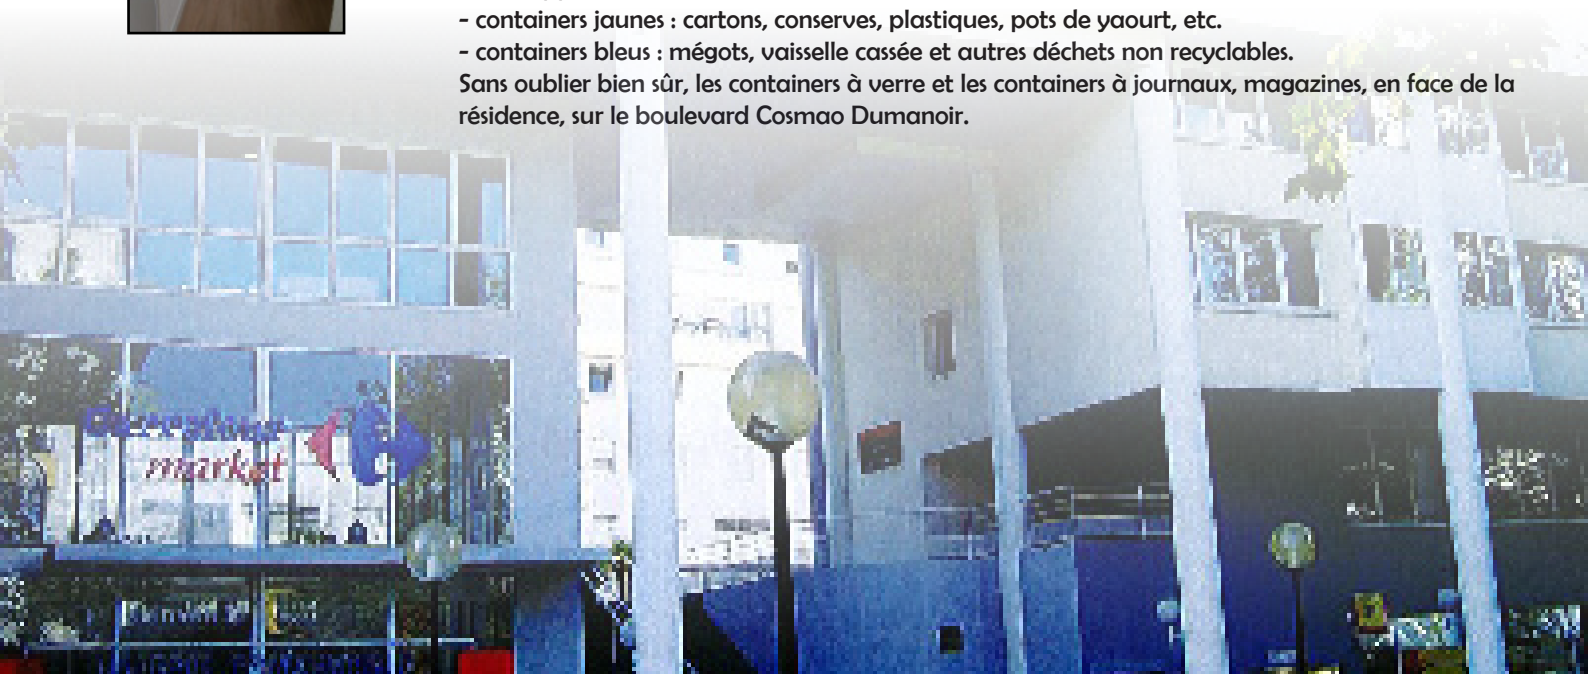 - containers jaunes : cartons, conserves, plastiques, pots de yaourt, etc.
- containers bleus : mégots, vaisselle cassée et autres déchets non recyclables.
Sans oublier bien sûr, les containers à verre et les containers à journaux, magazines, en face de la
résidence, sur le boulevard Cosmao Dumanoir.
Carrefour
market